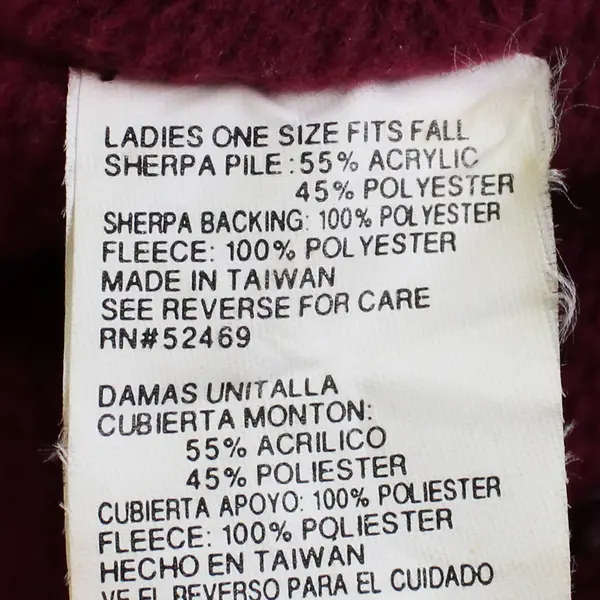 LADIES ONE SIZE FITS FALL
SHERPA PILE: 55% ACRYLIC
45% POLYESTER
SHERPA BACKING: 100% POLYESTER
FLEECE: 100% POLYESTER
MADE IN TAIWAN
SEE REVERSE FOR CARE
RN#52469
DAMAS UNITALLA
CUBIERTA MONTON:
55% ACRILICO
45% POLIESTER
CUBIERTA APOYO: 100% POLIESTER
FLEECE: 100% POLIESTER
HECHO EN TAIWAN
VE EL REVERSO PARA EL CUIDADO